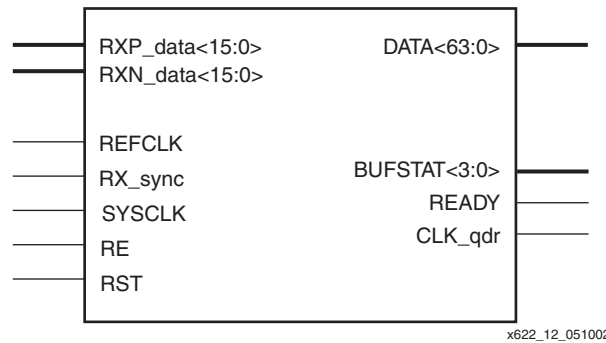 RXP_data<15:0>
DATA<63:0>
RXN_data<15:0>
REFCLK
BUFSTAT<3:0>
RX_sync
READY
SYSCLK
CLK_qdr
RE
RST
x622_12_051002